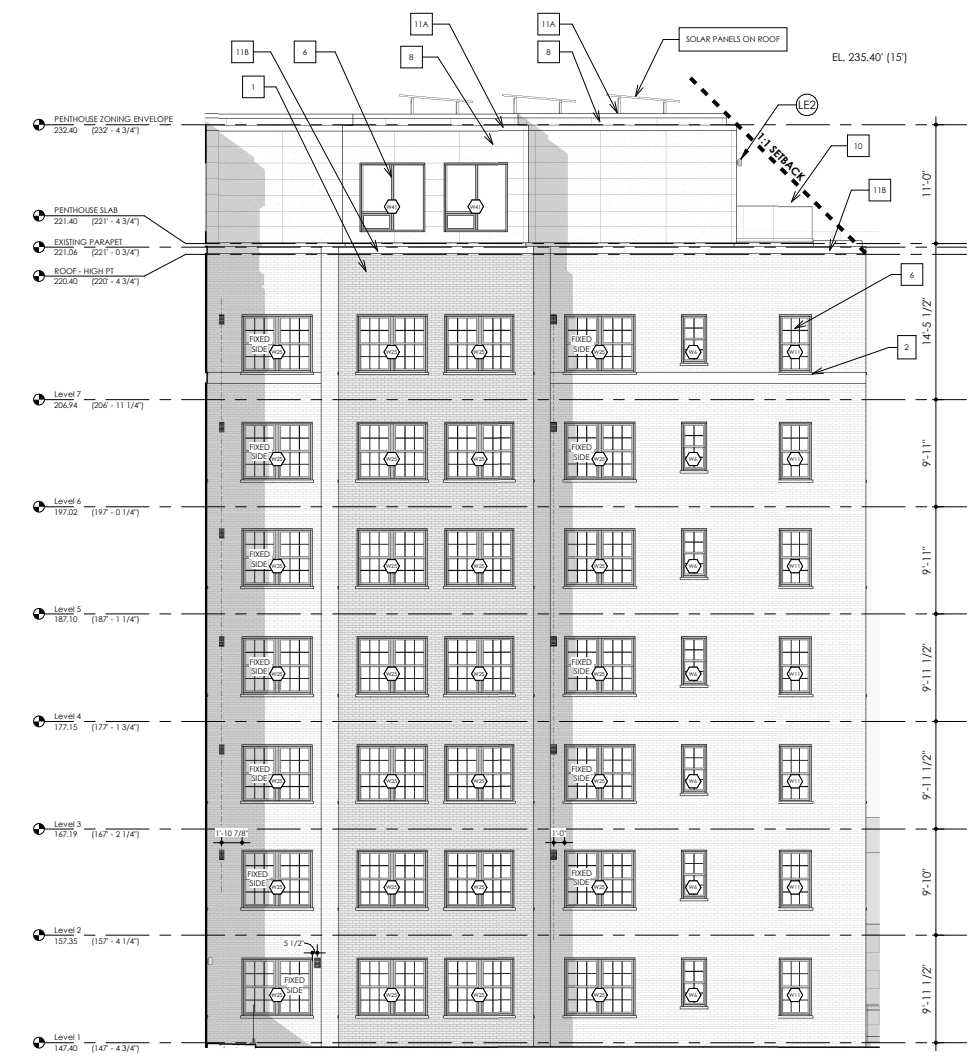 11A
11A
SOLAR PANELS ON ROOF
11B
6
8
8
EL. 235.40' (15')
1
LE2
PENTHOUSE ZONING ENVELOPE
232.40 (232' - 4 3/4")
1:1 SETBACK
10
11B
11'-0"
W41
W41
PENTHOUSE SLAB
221.40 (221' - 4 3/4")
EXISTING PARAPET
221.06 (221' - 0 3/4")
ROOF - HIGH PT
220.40 (220' - 4 3/4")
6
14'-5 1/2"
2
FIXED
SIDE
W25
W25
W25
FIXED
SIDE
W25
W6
W11
Level 7
206.94 (206' - 11 1/4")
FIXED
SIDE
W25
W25
W25
FIXED
SIDE
W25
W6
W11
9'-11"
Level 6
197.02 (197' - 0 1/4")
FIXED
SIDE
W25
W25
W25
W25
W6
W11
9'-11"
Level 5
187.10 (187' - 1 1/4")
FIXED
SIDE
W25
W25
W25
FIXED
SIDE
W25
W6
W11
9'-11 1/2"
Level 4
177.15 (177' - 1 3/4")
FIXED
SIDE
W25
W25
W25
FIXED
SIDE
W25
W6
W11
9'-11 1/2"
Level 3
167.19 (167' - 2 1/4")
1'-10 7/8"
1'-0"
FIXED
SIDE
W25
W25
W25
FIXED
SIDE
W25
W6
W11
9'-10"
Level 2
157.35 (157' - 4 1/4")
5 1/2"
FIXED
SIDE
W25
W25
W25
W25
W6
W11
9'-11 1/2"
Level 1
147.40 (147' - 4 3/4")